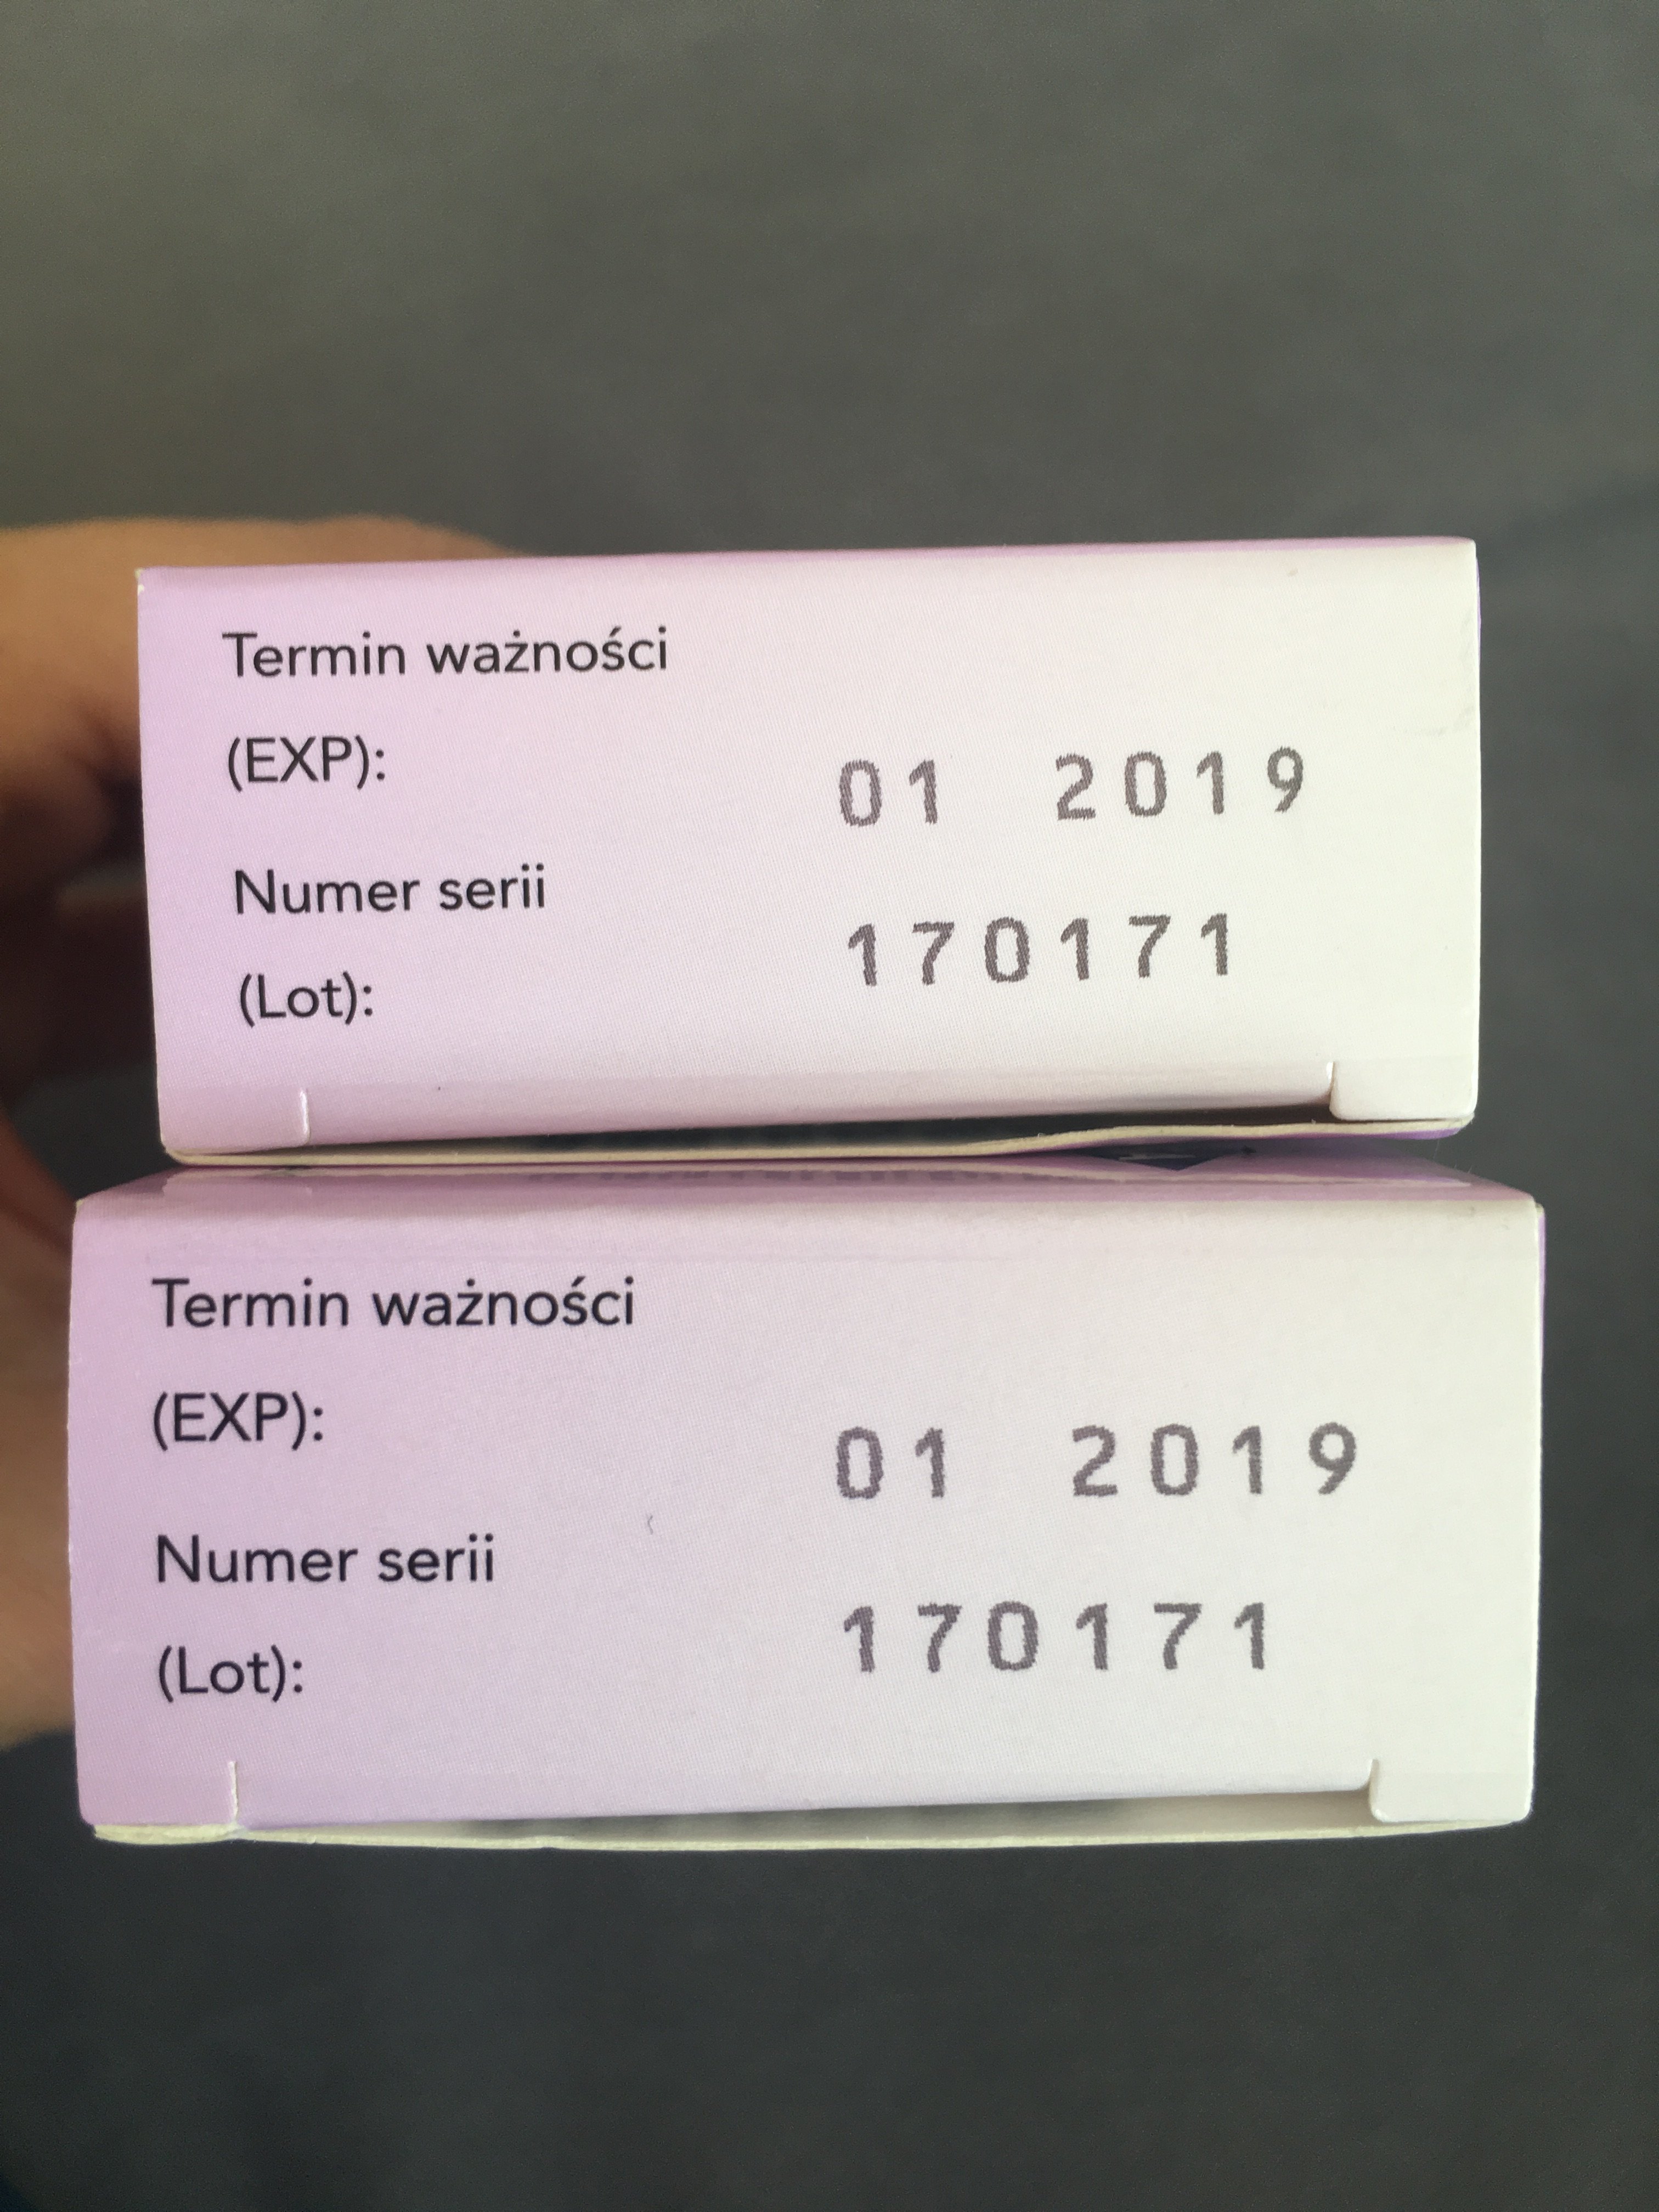 Termin ważności
(EXP): 01 2019
Numer serii
170171
(Lot):
Termin ważności
(EXP): 01 2019
Numer serii
170171
(Lot):